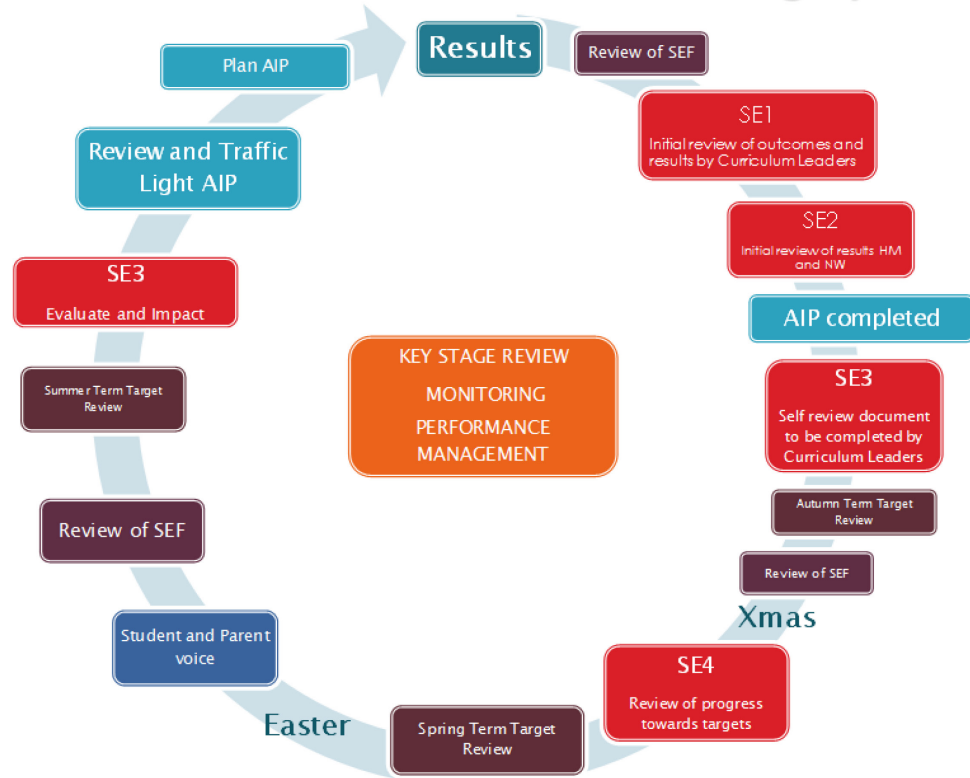 Results
Review of SEF
SE1
Initial review of outcomes and
results by Curriculum Leaders
SE2
Initial review of results HM
and NW
AIP completed
SE3
Self review document
to be completed by
Curriculum Leaders
Autumn Term Target
Review
Review of SEF
Xmas
SE4
Review of progress
towards targets
Spring Term Target
Review
Easter
Student and Parent
voice
Review of SEF
Summer Term Target
Review
SE3
Evaluate and Impact
Review and Traffic
Light AIP
Plan AIP
KEY STAGE REVIEW
MONITORING
PERFORMANCE
MANAGEMENT